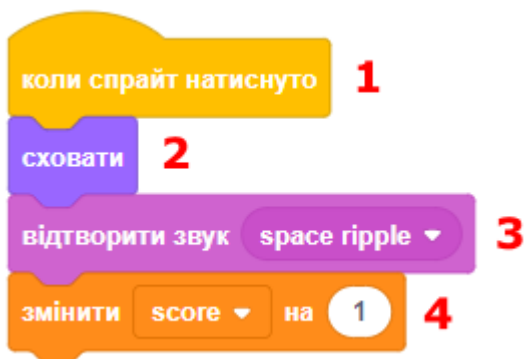 коли спрайт натиснуто 1
сховати 2
відтворити звук space ripple 3
змінити score на 1 4